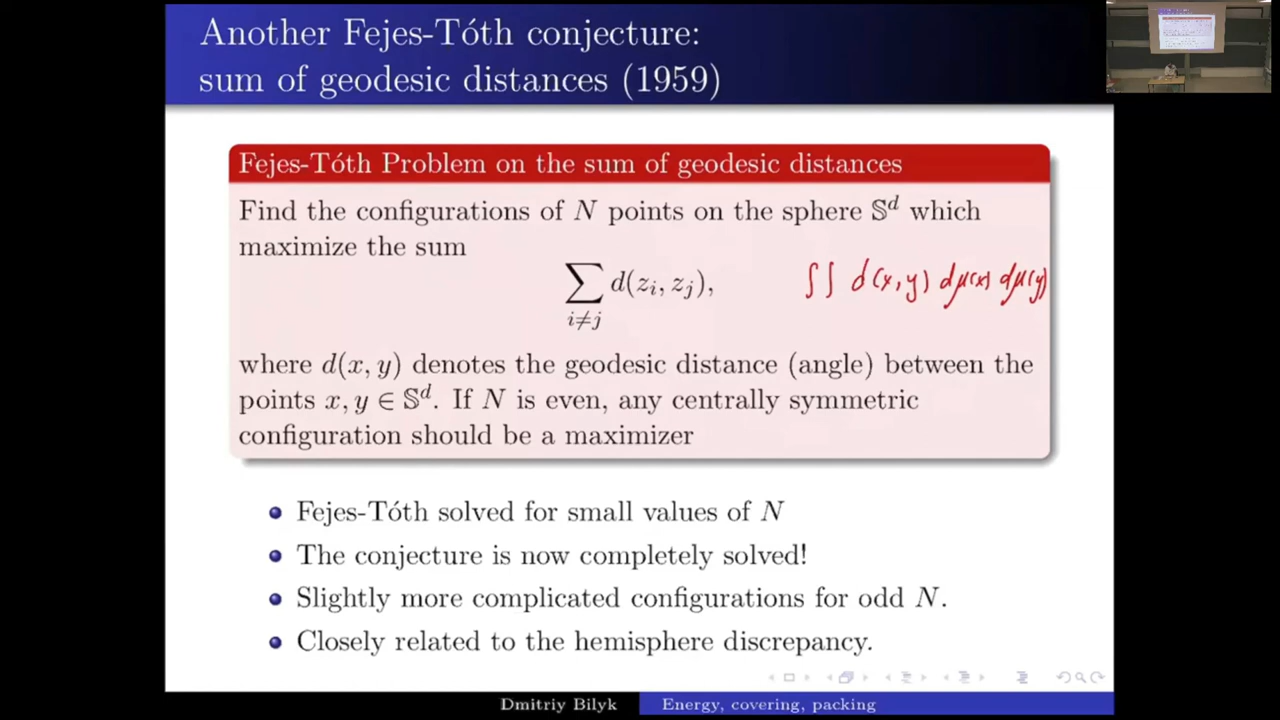 Another Fejes-Tóth conjecture:
sum of geodesic distances (1959)
Fejes-Tóth Problem on the sum of geodesic distances
Find the configurations of N points on the sphere 𝕊^d which
maximize the sum
∑_{i≠j} d(z_i, z_j), ∫∫ d(x,y) dμ(x) dμ(y)
where d(x, y) denotes the geodesic distance (angle) between the
points x, y ∈ 𝕊^d. If N is even, any centrally symmetric
configuration should be a maximizer
Fejes-Tóth solved for small values of N
The conjecture is now completely solved!
Slightly more complicated configurations for odd N.
Closely related to the hemisphere discrepancy.
Dmitriy Bilyk Energy, covering, packing